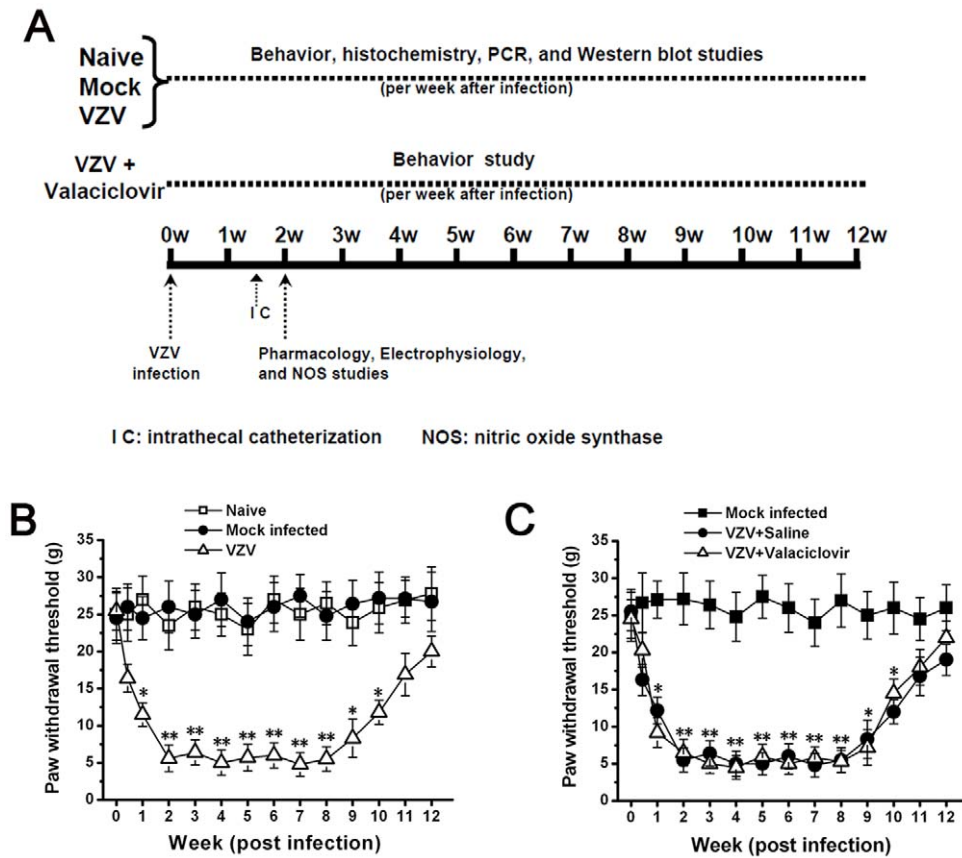 A
Naive
Mock
VZV
Behavior, histochemistry, PCR, and Western blot studies
(per week after infection)
VZV +
Valaciclovir
Behavior study
(per week after infection)
0w 1w 2w 3w 4w 5w 6w 7w 8w 9w 10w 11w 12w
I C
VZV
infection
Pharmacology, Electrophysiology,
and NOS studies
I C: intrathecal catheterization NOS: nitric oxide synthase
B
Naive
Mock infected
VZV
Paw withdrawal threshold (g)
35
30
25
20
15
10
5
0
* ** ** ** ** ** ** ** * *
0 1 2 3 4 5 6 7 8 9 10 11 12
Week (post infection)
C
Mock infected
VZV+Saline
VZV+Valaciclovir
Paw withdrawal threshold (g)
35
30
25
20
15
10
5
0
* ** ** ** ** ** ** ** * *
0 1 2 3 4 5 6 7 8 9 10 11 12
Week (post infection)